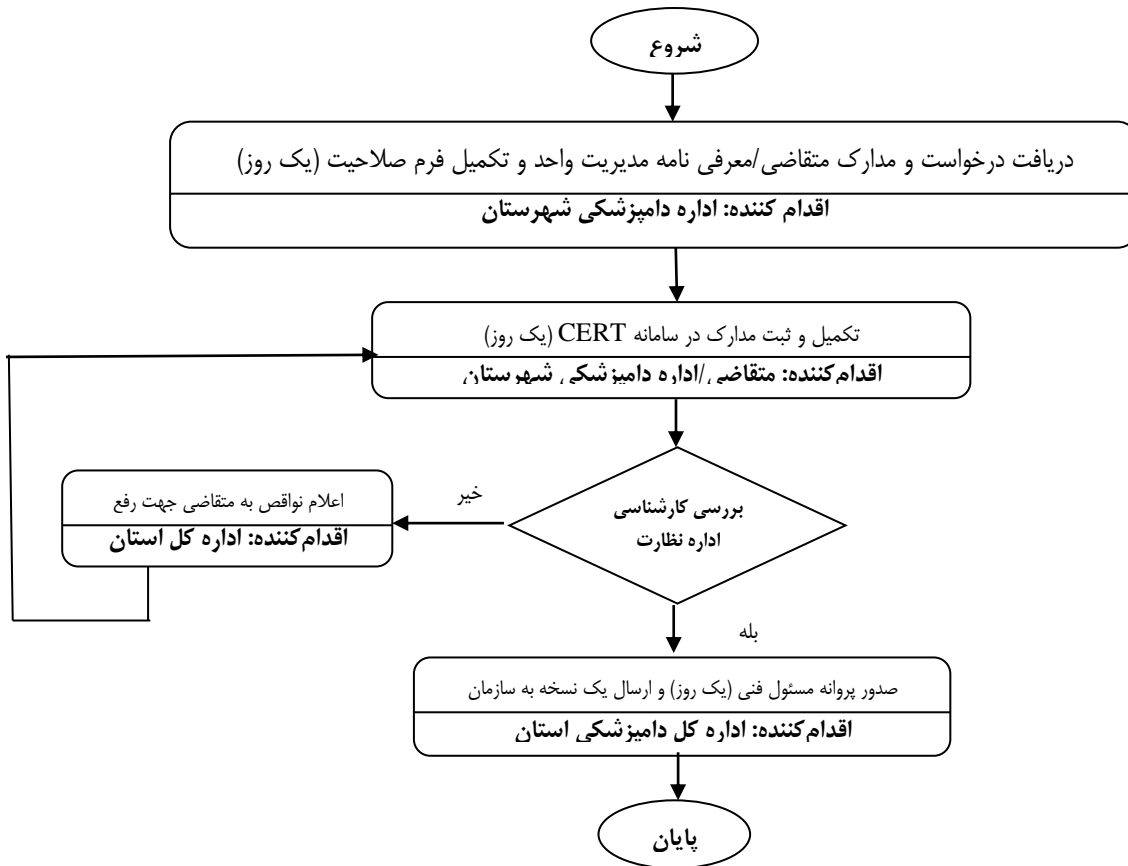 شروع
دریافت درخواست و مدارک متقاضی/معرفی نامه مدیریت واحد و تکمیل فرم صلاحیت (یک روز)
اقدام کننده: اداره دامپزشکی شهرستان
تکمیل و ثبت مدارک در سامانه CERT (یک روز)
اقدام‌کننده: متقاضی/اداره دامپزشکی شهرستان
بررسی کارشناسی
اداره نظارت
خیر
اعلام نواقص به متقاضی جهت رفع
اقدام‌کننده: اداره کل استان
بله
صدور پروانه مسئول فنی (یک روز) و ارسال یک نسخه به سازمان
اقدام‌کننده: اداره کل دامپزشکی استان
پایان